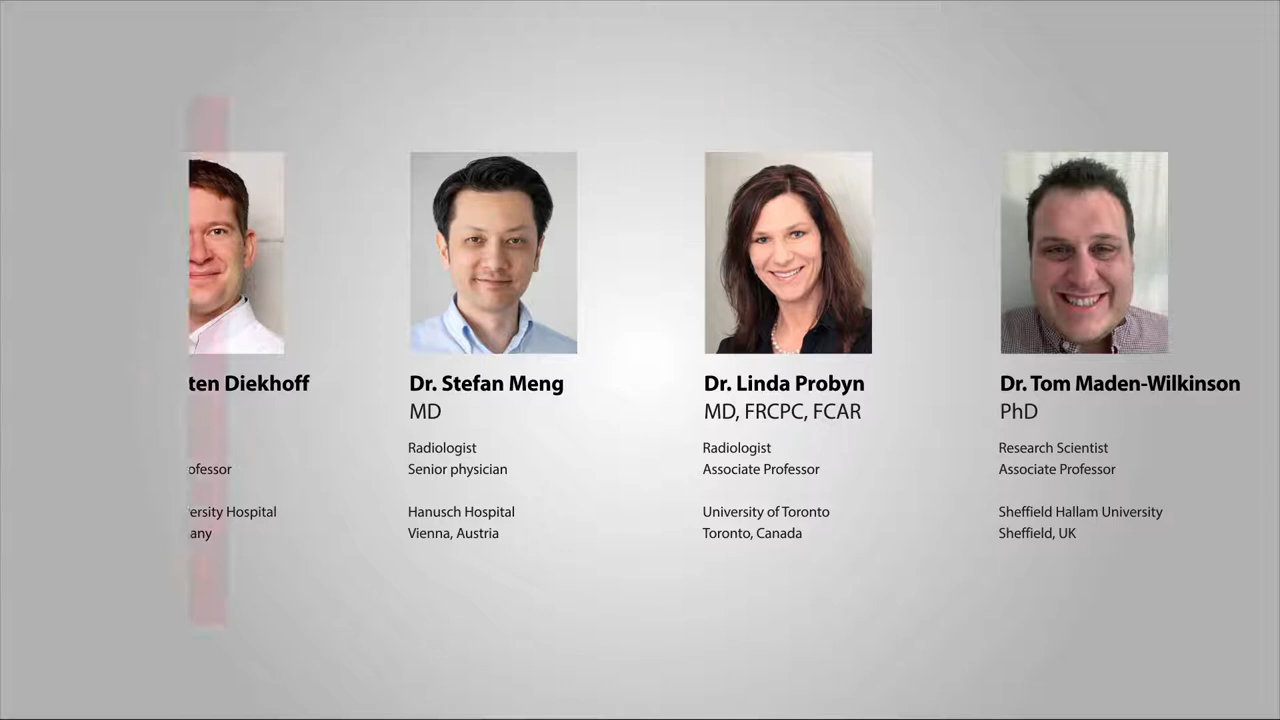 ten Diekhoff
ofessor
ersity Hospital
any
Dr. Stefan Meng
MD
Radiologist
Senior physician
Hanusch Hospital
Vienna, Austria
Dr. Linda Probyn
MD, FRCPC, FCAR
Radiologist
Associate Professor
University of Toronto
Toronto, Canada
Dr. Tom Maden-Wilkinson
PhD
Research Scientist
Associate Professor
Sheffield Hallam University
Sheffield, UK